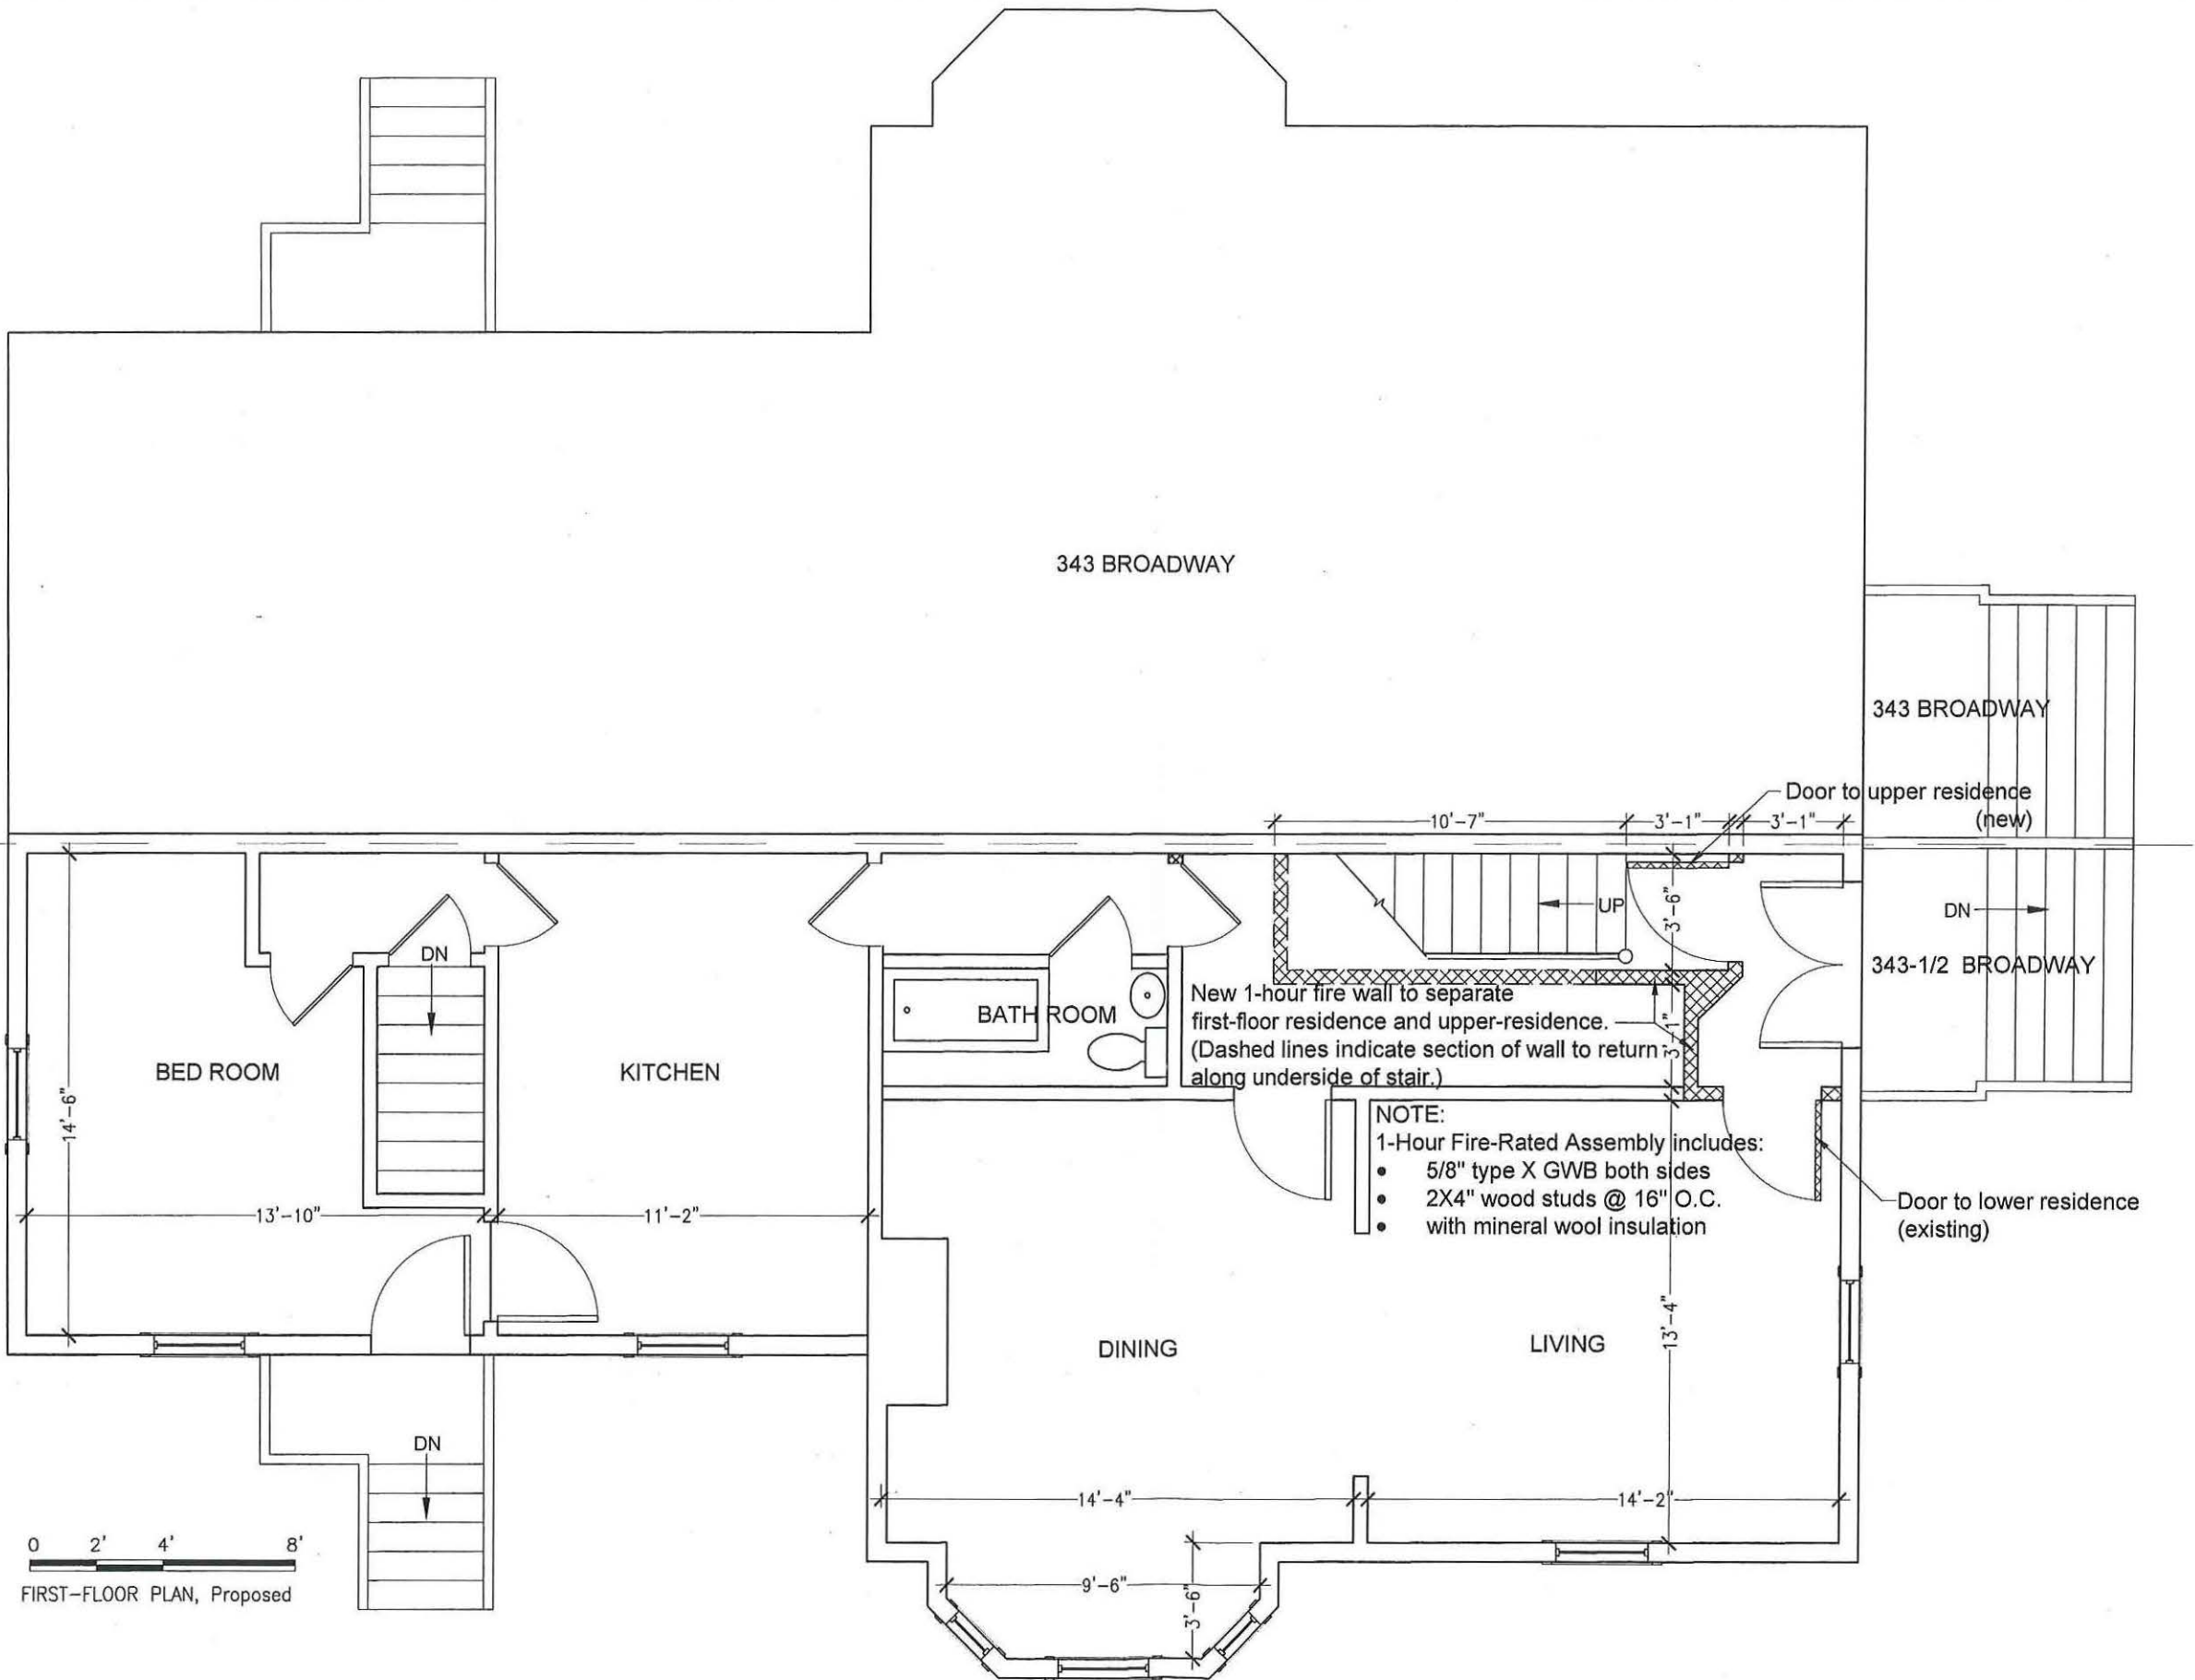 343 BROADWAY
343 BROADWAY
Door to upper residence
(new)
10'-7"
3'-1"
3'-1"
UP
3'-6"
DN
343-1/2 BROADWAY
DN
BATH ROOM
New 1-hour fire wall to separate
first-floor residence and upper-residence.
(Dashed lines indicate section of wall to return
along underside of stair.)
3'-1"
BED ROOM
KITCHEN
14'-6"
NOTE:
1-Hour Fire-Rated Assembly includes:
• 5/8" type X GWB both sides
• 2X4" wood studs @ 16" O.C.
• with mineral wool insulation
Door to lower residence
(existing)
13'-10"
11'-2"
DINING
LIVING
13'-4"
DN
14'-4"
14'-2"
0 2' 4' 8'
FIRST-FLOOR PLAN, Proposed
9'-6"
3'-6"